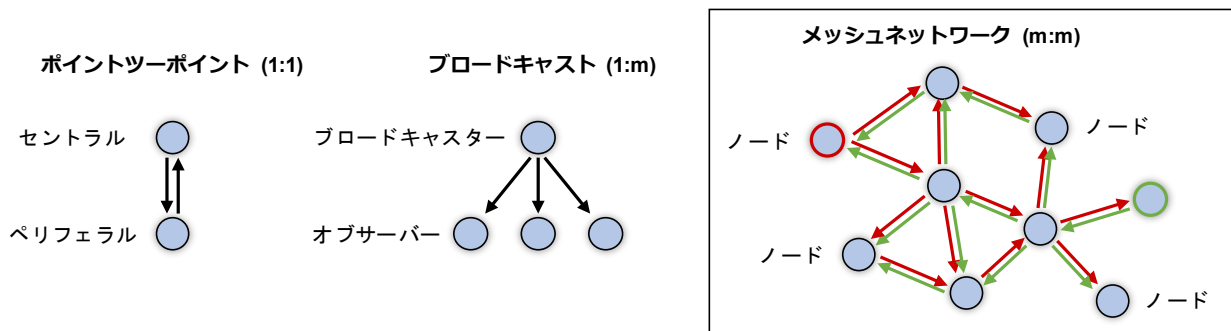 ポイントツーポイント (1:1)
セントラル
ペリフェラル
ブロードキャスト (1:m)
ブロードキャスター
オブサーバー
メッシュネットワーク (m:m)
ノード
ノード
ノード
ノード